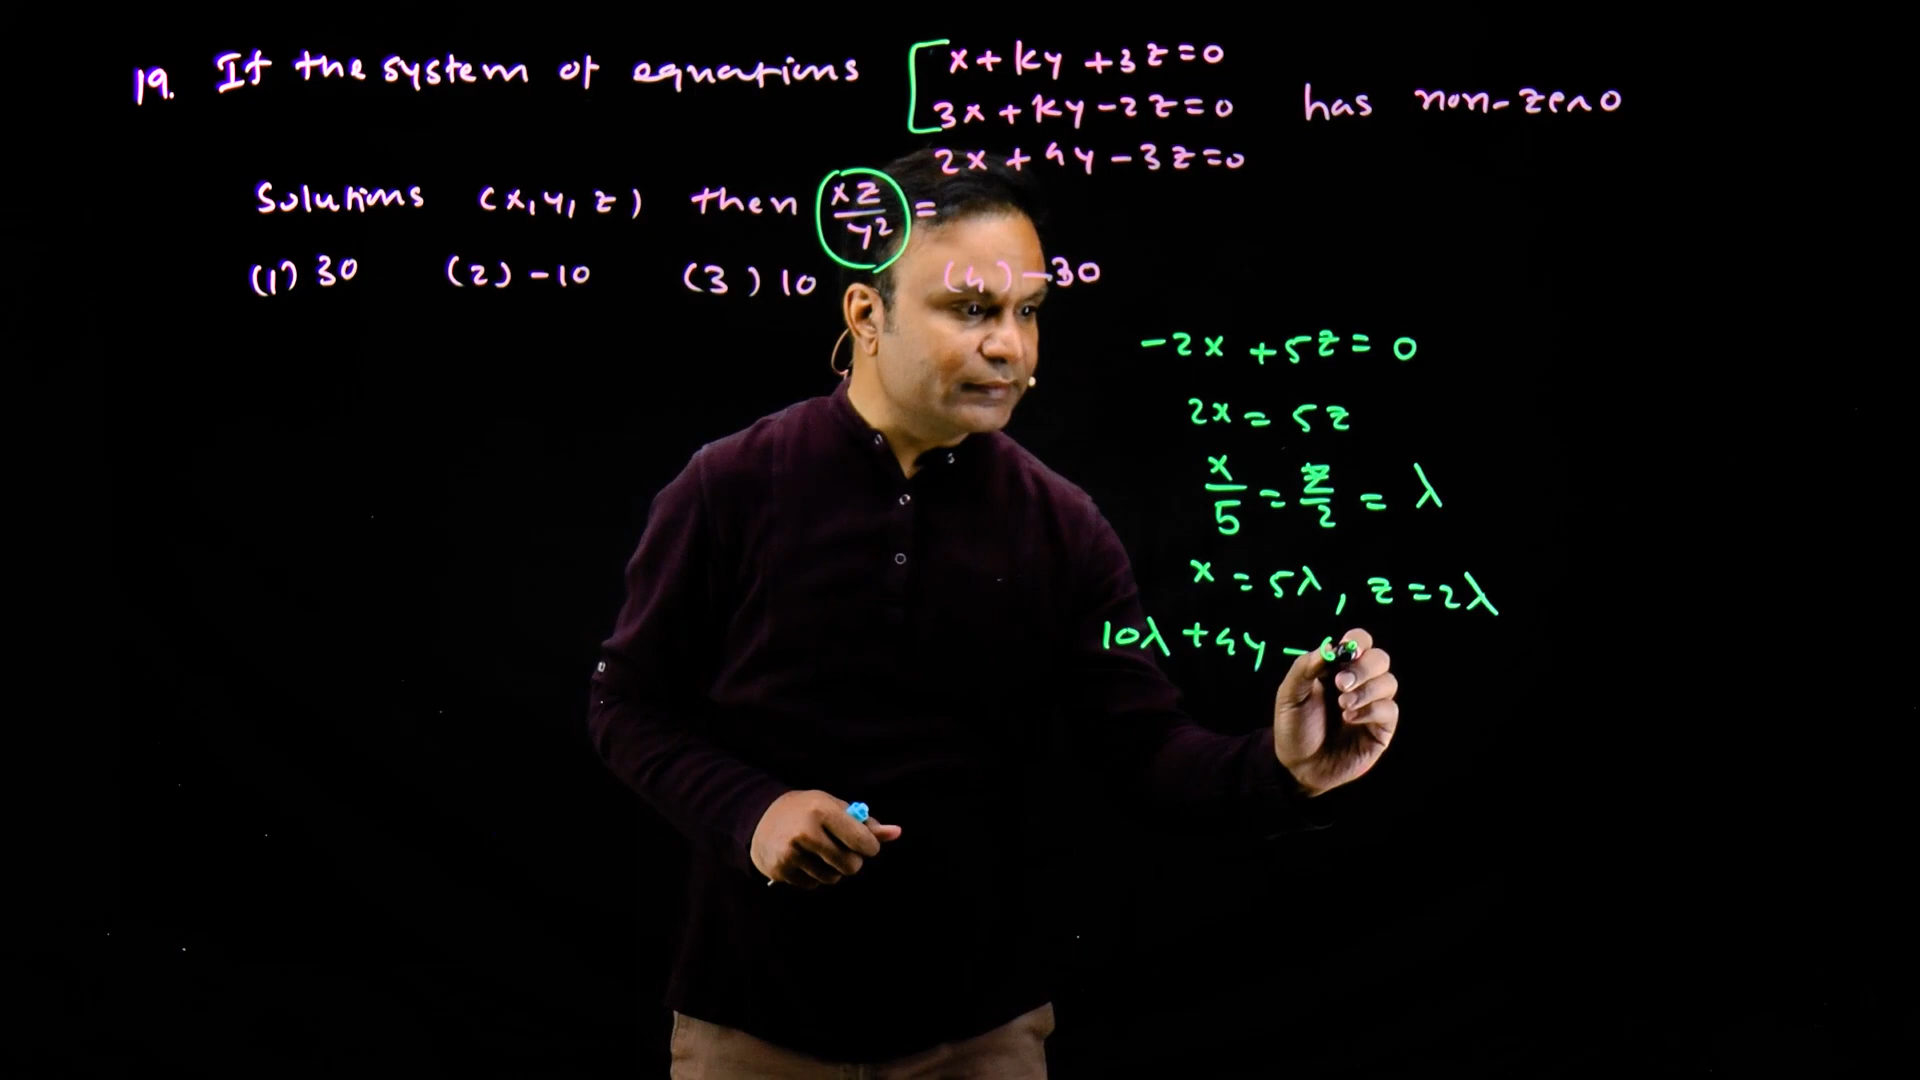 19. If the system of equations
x + ky + 3z = 0
3x + ky - 2z = 0
2x + 4y - 3z = 0
has non-zero
Solutions (x, y, z) then xz/y² =
(1) 30 (2) -10 (3) 10 (4) -30
-2x + 5z = 0
2x = 5z
x/5 = z/2 = λ
x = 5λ, z = 2λ
10λ + 4y - 6